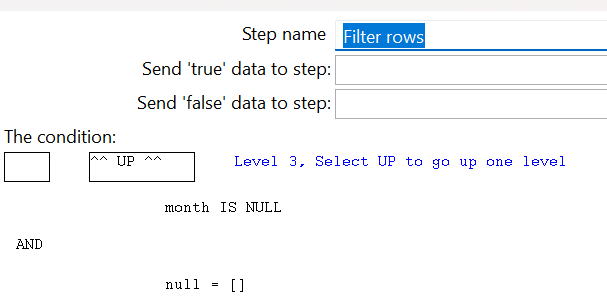 Step name Filter rows
Send 'true' data to step:
Send 'false' data to step:
The condition:
^^ UP ^^ Level 3, Select UP to go up one level
month IS NULL
AND
null = []